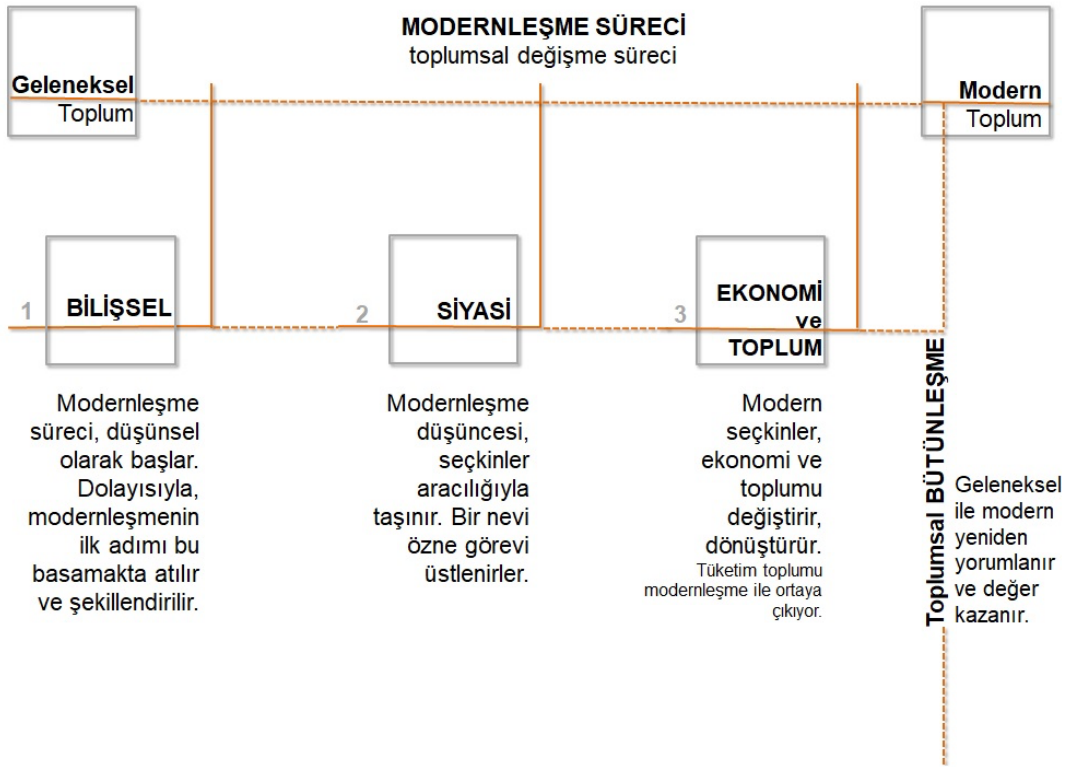 MODERNLEŞME SÜRECİ
toplumsal değişme süreci
Geleneksel
Toplum
Modern
Toplum
1
BİLİŞSEL
Modernleşme
süreci, düşünsel
olarak başlar.
Dolayısıyla,
modernleşmenin
ilk adımı bu
basamakta atılır
ve şekillendirilir.
2
SİYASİ
Modernleşme
düşüncesi,
seçkinler
aracılığıyla
taşınır. Bir nevi
özne görevi
üstlenirler.
3
EKONOMİ
ve
TOPLUM
Modern
seçkinler,
ekonomi ve
toplumu
değiştirir,
dönüştürür.
Tüketim toplumu
modernleşme ile ortaya
çıkıyor.
Toplumsal BÜTÜNLEŞME
Geleneksel
ile modern
yeniden
yorumlanır
ve değer
kazanır.